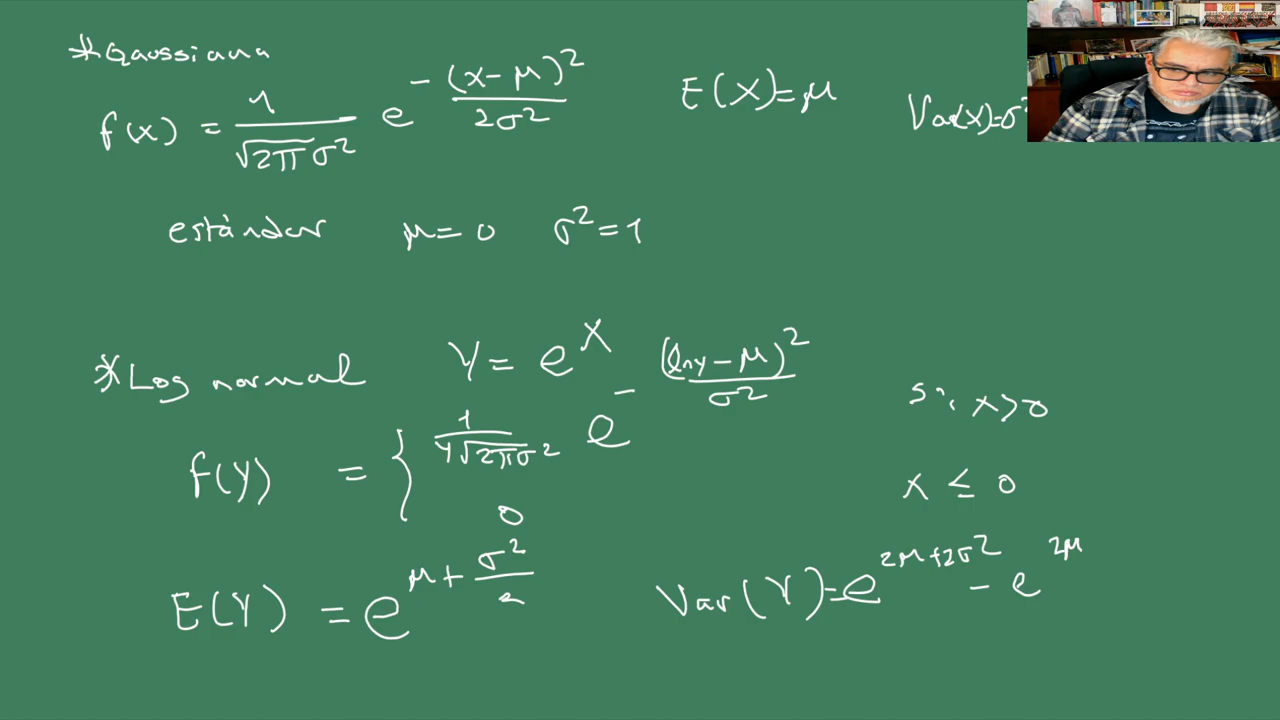 *Gaussiana
f(x) = 1/√2πσ² e^-(x-μ)²/2σ² E(X)=μ Var(X)=σ²
estándar μ=0 σ²=1
*Log normal Y=e^X
f(Y) = { 1/y√2πσ² e^-(lny-μ)²/σ² si x>0
0 x ≤ 0
E(Y) = e^μ+σ²/2 Var(Y)=e^2μ+2σ² - e^2μ